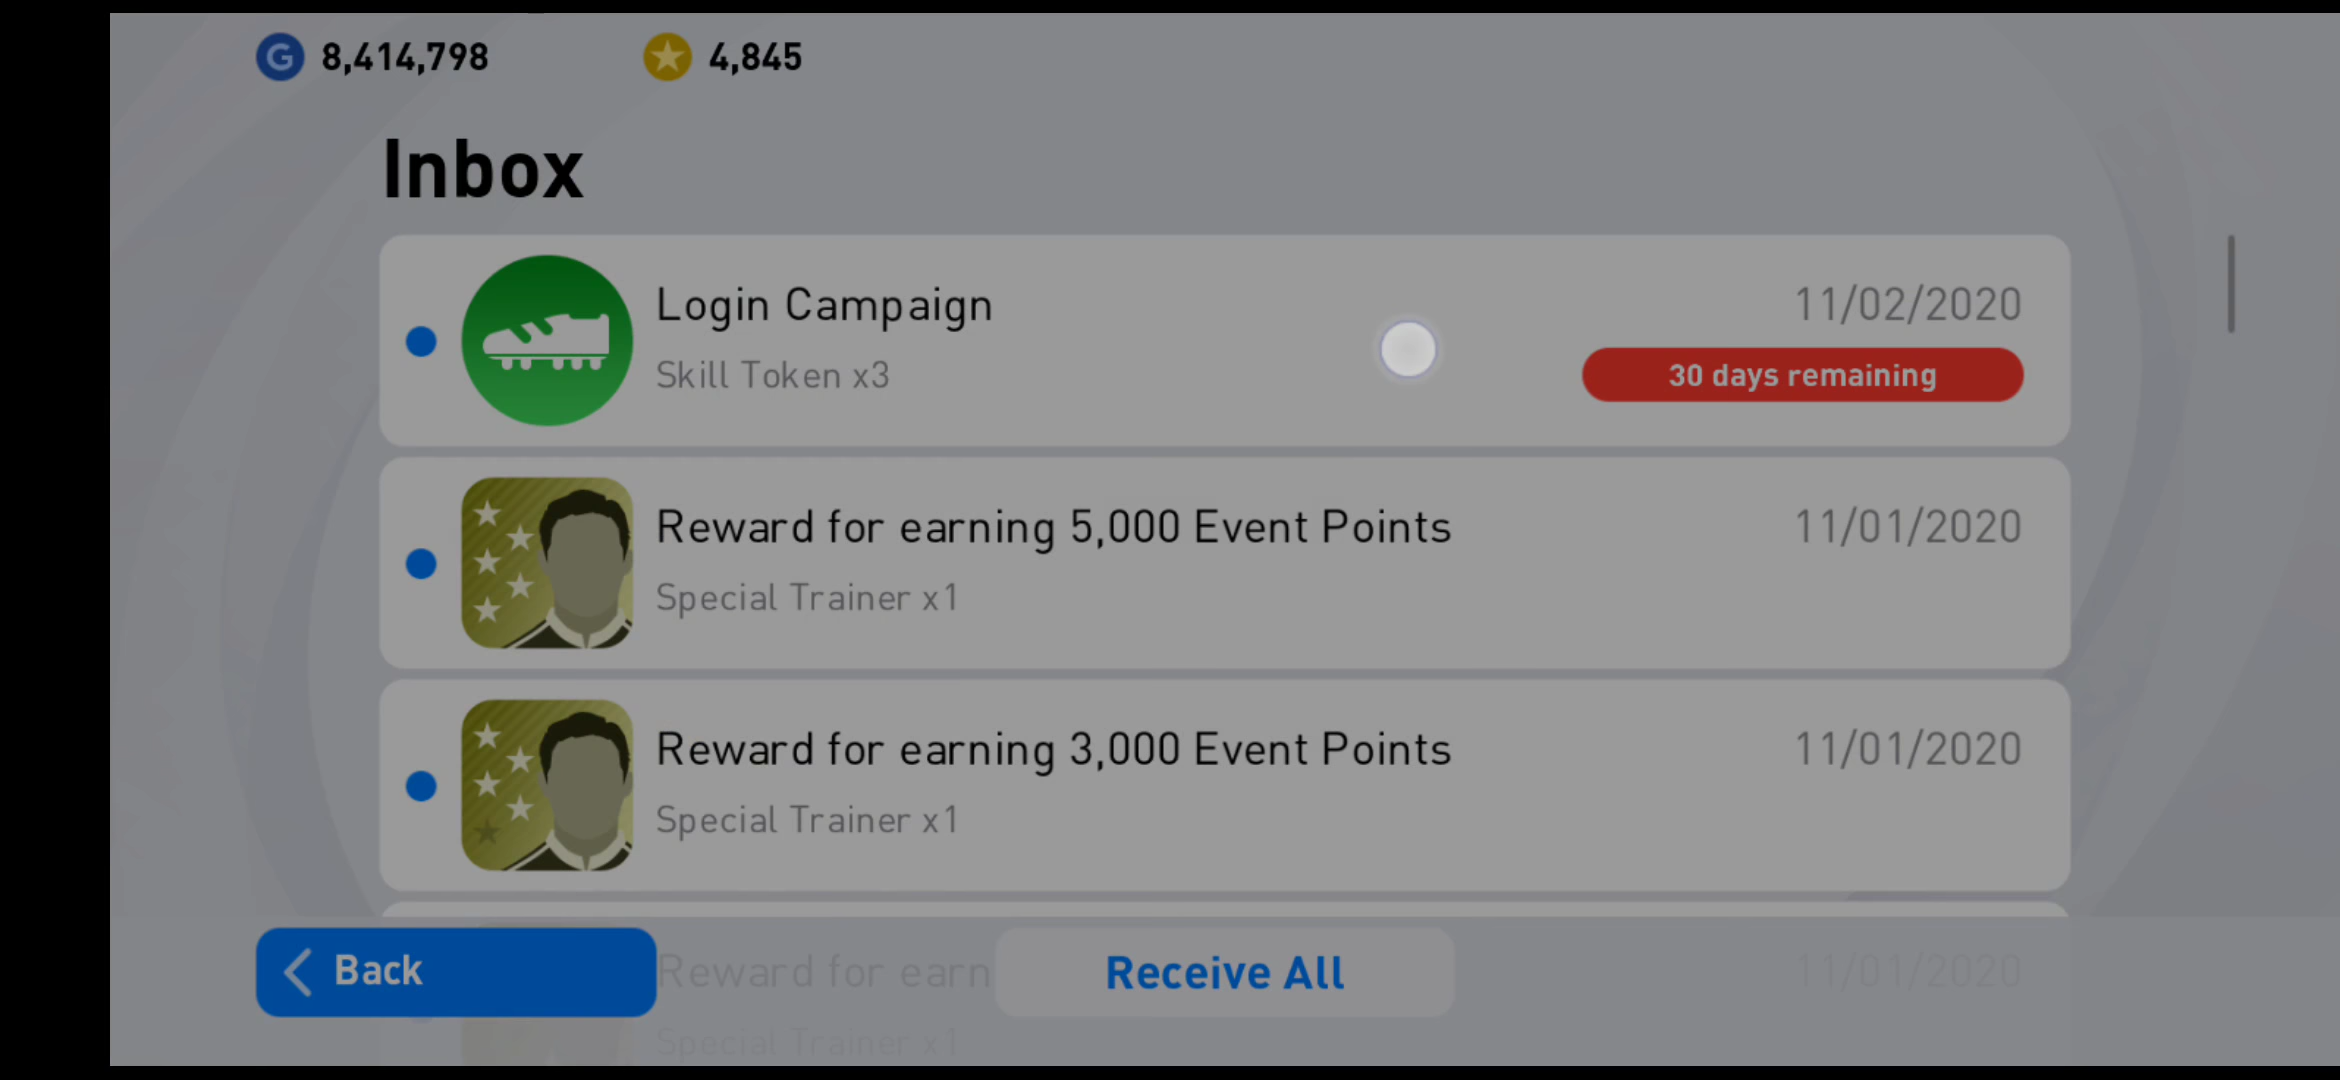 G 8,414,798 4,845
Inbox
Login Campaign 11/02/2020
Skill Token x3 30 days remaining
Reward for earning 5,000 Event Points 11/01/2020
Special Trainer x1
Reward for earning 3,000 Event Points 11/01/2020
Special Trainer x1
Back Reward for earn Receive All 11/01/2020
Special Trainer x1